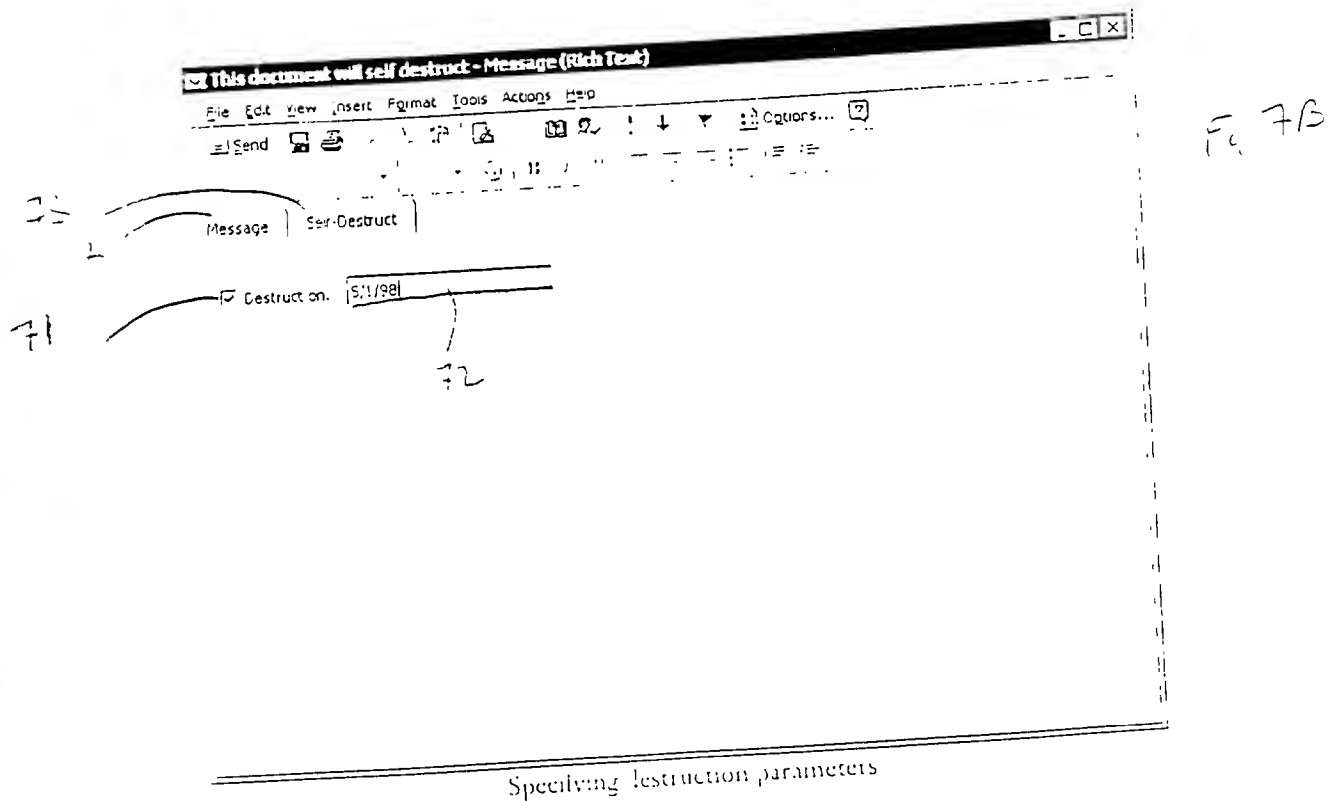 This document will self destruct - Message (Rich Text)
File Edit View Insert Format Tools Actions Help
Send Options...
Fig 7B
Message Self-Destruct
Destruct on. 5/1/98
71
72
Specifying destruction parameters